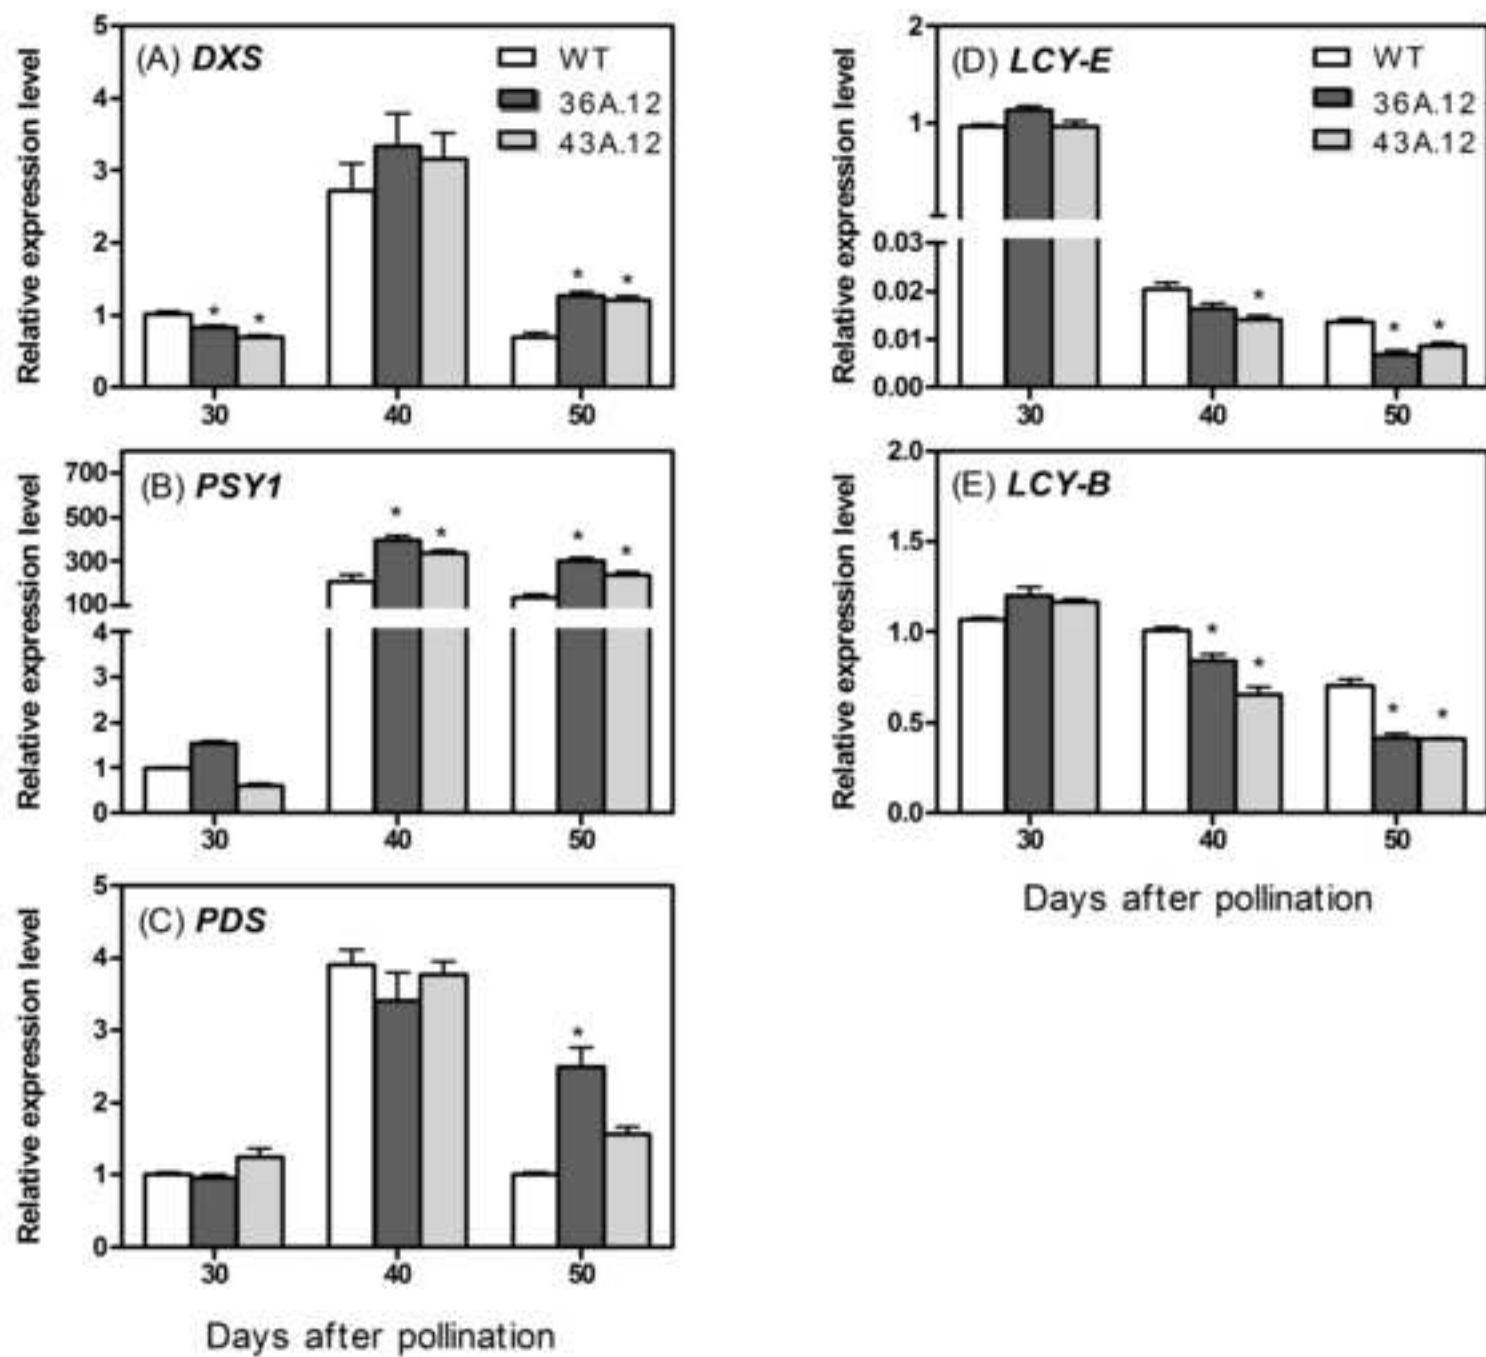 (A) DXS
WT
36A.12
43A.12
Relative expression level
5
4
3
2
1
0
30 40 50
(B) PSY1
Relative expression level
700
500
300
100
4
3
2
1
0
30 40 50
(C) PDS
Relative expression level
5
4
3
2
1
0
30 40 50
Days after pollination
(D) LCY-E
WT
36A.12
43A.12
Relative expression level
2
1
0.03
0.02
0.01
0.00
30 40 50
(E) LCY-B
Relative expression level
2.0
1.5
1.0
0.5
0.0
30 40 50
Days after pollination